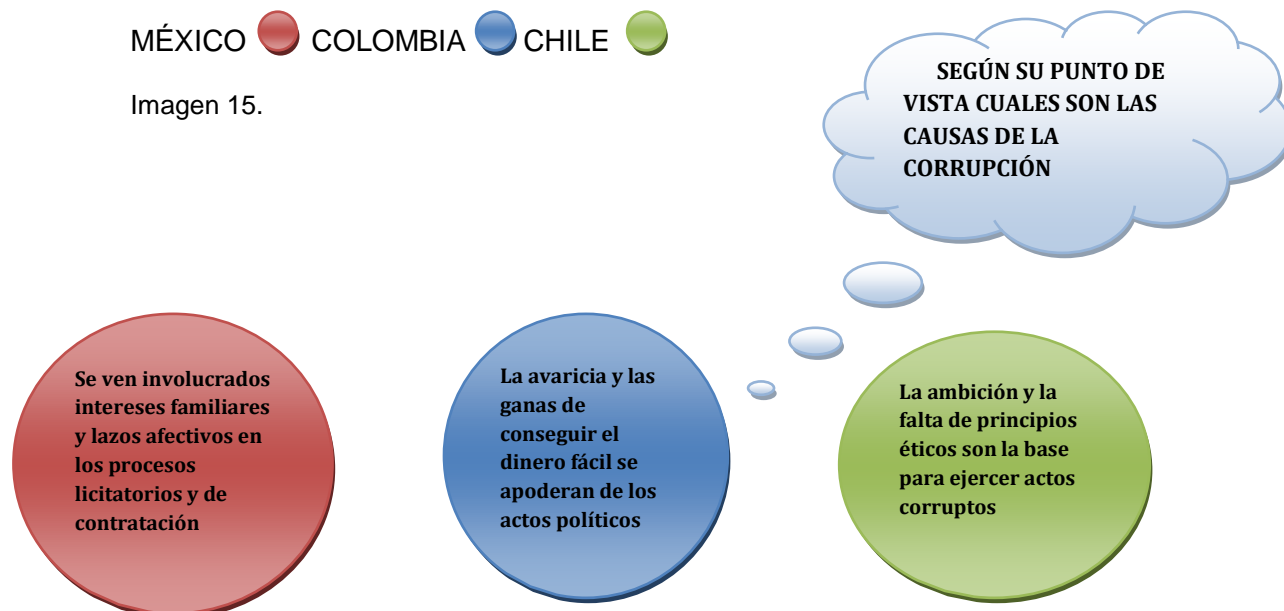 MÉXICO COLOMBIA CHILE
Imagen 15.
SEGÚN SU PUNTO DE
VISTA CUALES SON LAS
CAUSAS DE LA
CORRUPCIÓN
Se ven involucrados
intereses familiares
y lazos afectivos en
los procesos
licitatorios y de
contratación
La avaricia y las
ganas de
conseguir el
dinero fácil se
apoderan de los
actos políticos
La ambición y la
falta de principios
éticos son la base
para ejercer actos
corruptos